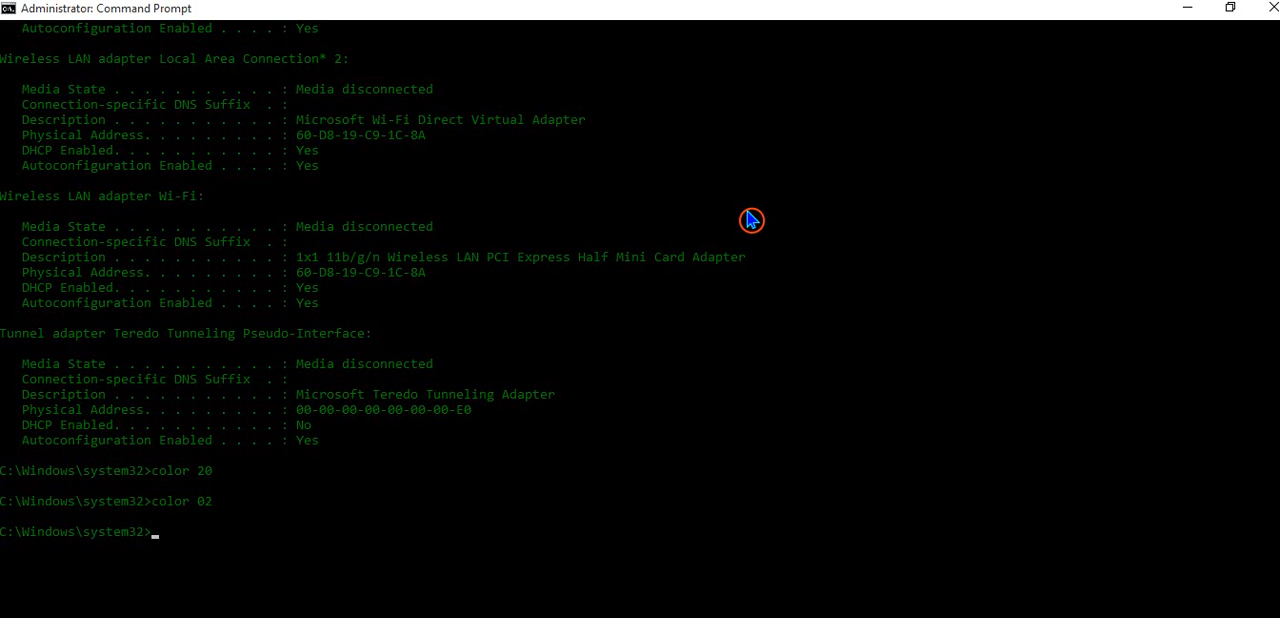 Administrator: Command Prompt
Autoconfiguration Enabled . . . . : Yes
Wireless LAN adapter Local Area Connection* 2:
Media State . . . . . . . . . . . : Media disconnected
Connection-specific DNS Suffix  . :
Description . . . . . . . . . . . : Microsoft Wi-Fi Direct Virtual Adapter
Physical Address. . . . . . . . . : 60-D8-19-C9-1C-8A
DHCP Enabled. . . . . . . . . . . : Yes
Autoconfiguration Enabled . . . . : Yes
Wireless LAN adapter Wi-Fi:
Media State . . . . . . . . . . . : Media disconnected
Connection-specific DNS Suffix  . :
Description . . . . . . . . . . . : 1x1 11b/g/n Wireless LAN PCI Express Half Mini Card Adapter
Physical Address. . . . . . . . . : 60-D8-19-C9-1C-8A
DHCP Enabled. . . . . . . . . . . : Yes
Autoconfiguration Enabled . . . . : Yes
Tunnel adapter Teredo Tunneling Pseudo-Interface:
Media State . . . . . . . . . . . : Media disconnected
Connection-specific DNS Suffix  . :
Description . . . . . . . . . . . : Microsoft Teredo Tunneling Adapter
Physical Address. . . . . . . . . : 00-00-00-00-00-00-00-E0
DHCP Enabled. . . . . . . . . . . : No
Autoconfiguration Enabled . . . . : Yes
C:\Windows\system32>color 20
C:\Windows\system32>color 02
C:\Windows\system32>